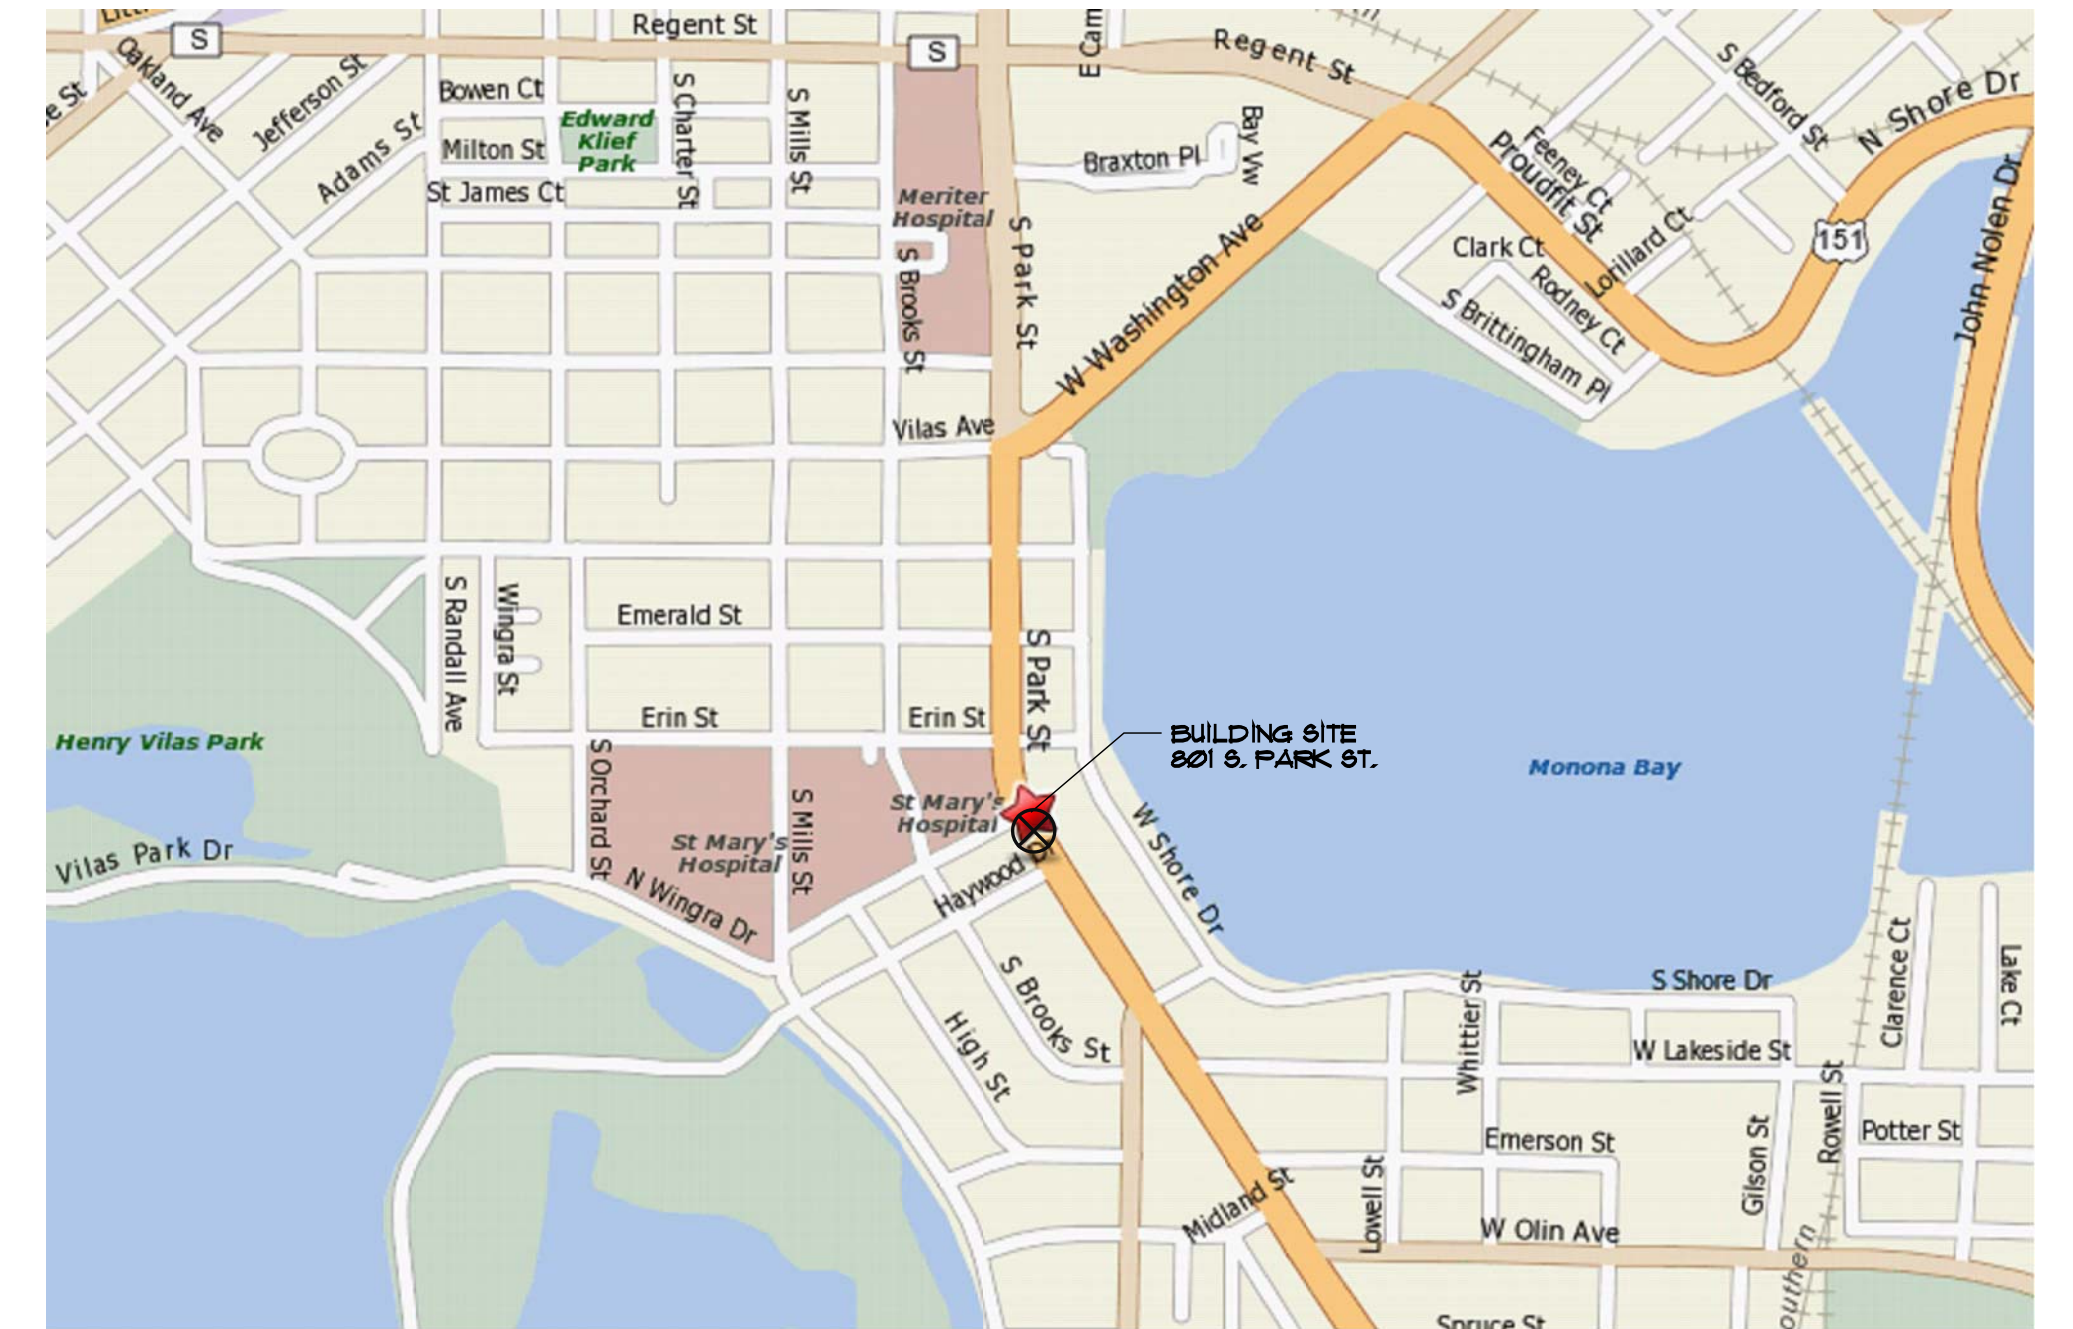 Regent St
S
S
E Cam
Regent St
Oakland Ave
Jefferson St
Adams St
e St
Bowen Ct
Edward
Klief
Park
Milton St
St James Ct
S Charter St
S Mills St
Meriter
Hospital
S Brooks St
S Park St
Braxton Pl
Bay Vw
W Washington Ave
S Bedford St
N Shore Dr
Feeney Ct
Proudfit St
Lorillard Ct
Clark Ct
Rodney Ct
S Brittingham Pl
151
John Nolen Dr
Vilas Ave
S Randall Ave
Wingra St
Emerald St
S Park St
Erin St
Erin St
Henry Vilas Park
BUILDING SITE
801 S. PARK ST.
Monona Bay
S Orchard St
S Mills St
St Mary's
Hospital
St Mary's
Hospital
Vilas Park Dr
N Wingra Dr
Haywood Dr
W Shore Dr
S Brooks St
High St
S Shore Dr
Whittier St
W Lakeside St
Clarence Ct
Lake Ct
Rowell St
Potter St
Emerson St
Gilson St
Lowell St
Midland St
W Olin Ave
outhern
Spruce St